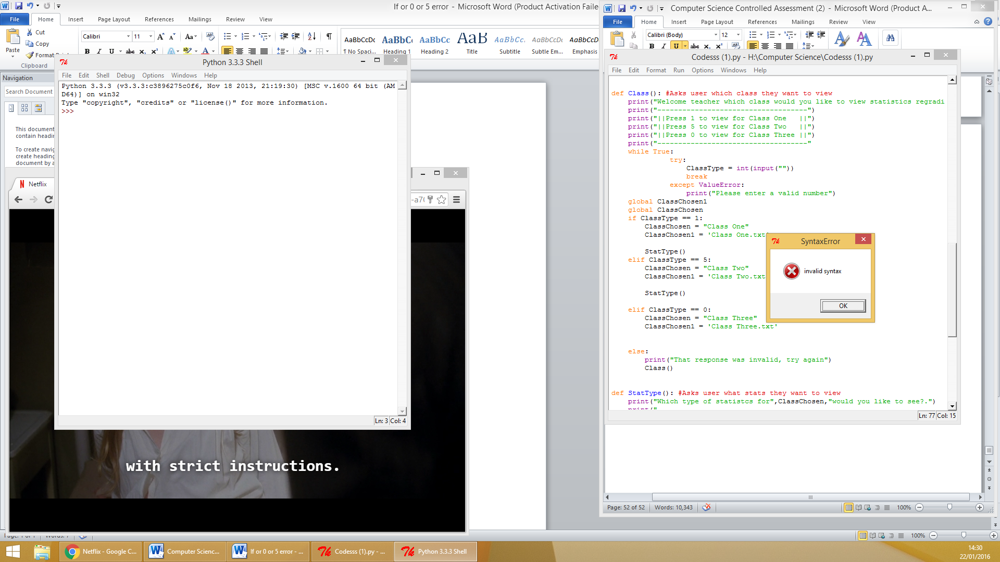 If or 0 or 5 error - Microsoft Word (Product Activation Faile
File Home Insert Page Layout References Mailings Review View
Paste
Cut
Copy
Format
Clipboard
Calibri 11
AaBbCcDc AaBbCc AaBbCc AaB AaBbCc. AaBbCcDc AaBbCcDc
¶ No Spaci... Heading 1 Heading 2 Title Subtitle Subtle Em... Emphasis
Navigation
Search Document
This document
contain headin
To create navig
create heading
document by a
Python 3.3.3 Shell
File Edit Shell Debug Options Windows Help
Python 3.3.3 (v3.3.3:c3896275c0f6, Nov 18 2013, 21:19:30) [MSC v.1600 64 bit (AM
D64)] on win32
Type "copyright", "credits" or "license()" for more information.
>>>
Ln: 3 Col: 4
Netflix
-a70
with strict instructions.
Computer Science Controlled Assessment (2) - Microsoft Word (Product A...
File Home Insert Page Layout References Mailings Review View
Calibri (Body) 12
Codesss (1).py - H:\Computer Science\Codesss (1).py
File Edit Format Run Options Windows Help
def Class(): #Asks user which class they want to view
print("Welcome teacher which class would you like to view statistics regradi
print("------------------------------------")
print("||Press 1 to view for Class One   ||")
print("||Press 5 to view for Class Two   ||")
print("||Press 0 to view for Class Three ||")
print("------------------------------------"
while True:
try:
ClassType = int(input(""))
break
except ValueError:
print("Please enter a valid number")
global ClassChosen1
global ClassChosen
if ClassType == 1:
ClassChosen = "Class One"
ClassChosen1 = 'Class One.txt'
StatType()
elif ClassType == 5:
ClassChosen = "Class Two"
ClassChosen1 = 'Class Two.txt
StatType()
elif ClassType == 0:
ClassChosen = "Class Three"
ClassChosen1 = 'Class Three.txt'
else:
print("That response was invalid, try again")
Class()
def StatType(): #Asks user what stats they want to view
print("Which type of statistcs for",ClassChosen,"would you like to see?.")
print("
Ln: 77 Col: 15
SyntaxError
invalid syntax
OK
Page: 52 of 52 Words: 10,343 100%
Page: 1 of 1 Words: 7 100%
Netflix - Google C... Computer Scienc... If or 0 or 5 error - ... Codesss (1).py - ... Python 3.3.3 Shell
14:30
22/01/2016